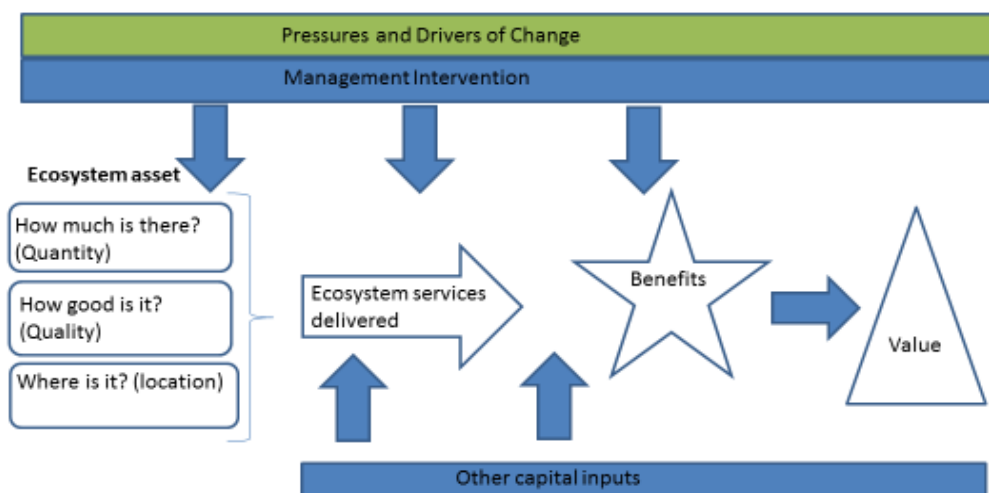 Pressures and Drivers of Change
Management Intervention
Ecosystem asset
How much is there?
(Quantity)
How good is it?
(Quality)
Where is it? (location)
Ecosystem services
delivered
Benefits
Value
Other capital inputs